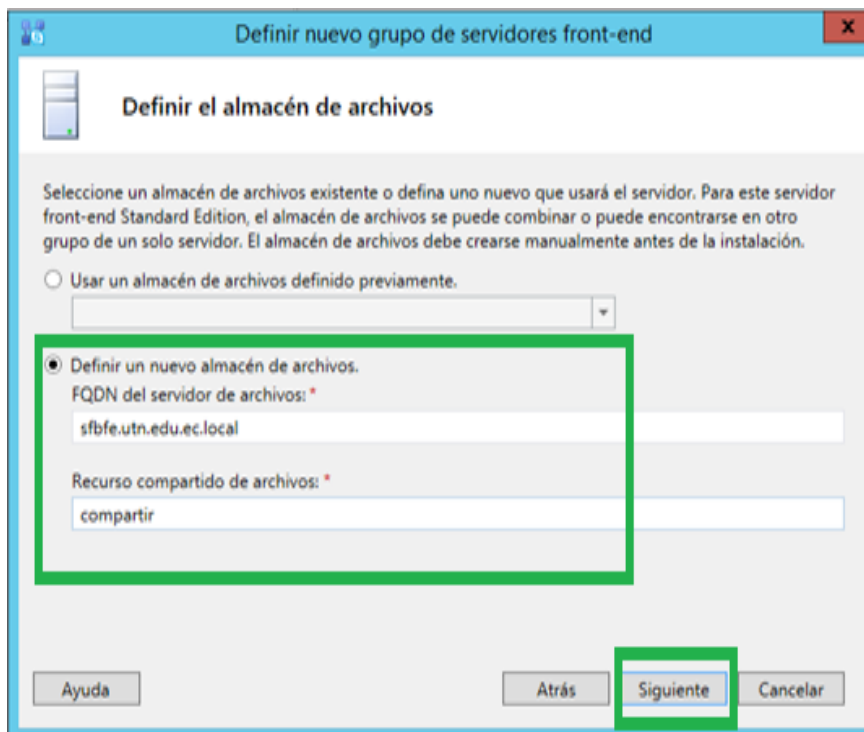 Definir nuevo grupo de servidores front-end
x
Definir el almacén de archivos
Seleccione un almacén de archivos existente o defina uno nuevo que usará el servidor. Para este servidor
front-end Standard Edition, el almacén de archivos se puede combinar o puede encontrarse en otro
grupo de un solo servidor. El almacén de archivos debe crearse manualmente antes de la instalación.
Usar un almacén de archivos definido previamente.
Definir un nuevo almacén de archivos.
FQDN del servidor de archivos: *
sfbfe.utn.edu.ec.local
Recurso compartido de archivos: *
compartir
Ayuda Atrás Siguiente Cancelar